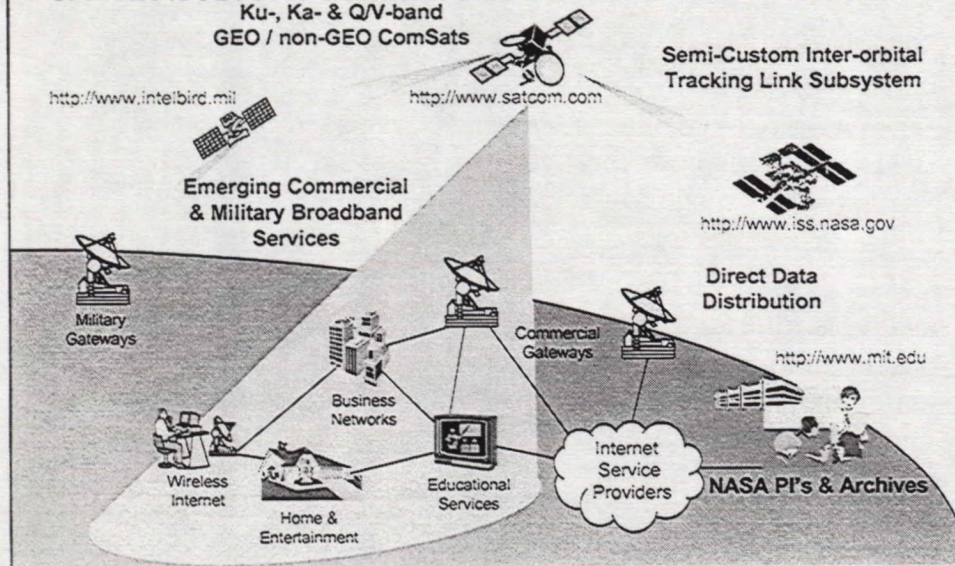 Ku-, Ka- & Q/V-band
GEO / non-GEO ComSats
Semi-Custom Inter-orbital
Tracking Link Subsystem
http://www.intelbird.mil
http://www.satcom.com
Emerging Commercial
& Military Broadband
Services
http://www.iss.nasa.gov
Direct Data
Distribution
Military
Gateways
Commercial
Gateways
http://www.mit.edu
Business
Networks
Wireless
Internet
Home &
Entertainment
Educational
Services
Internet
Service
Providers
NASA PI's & Archives